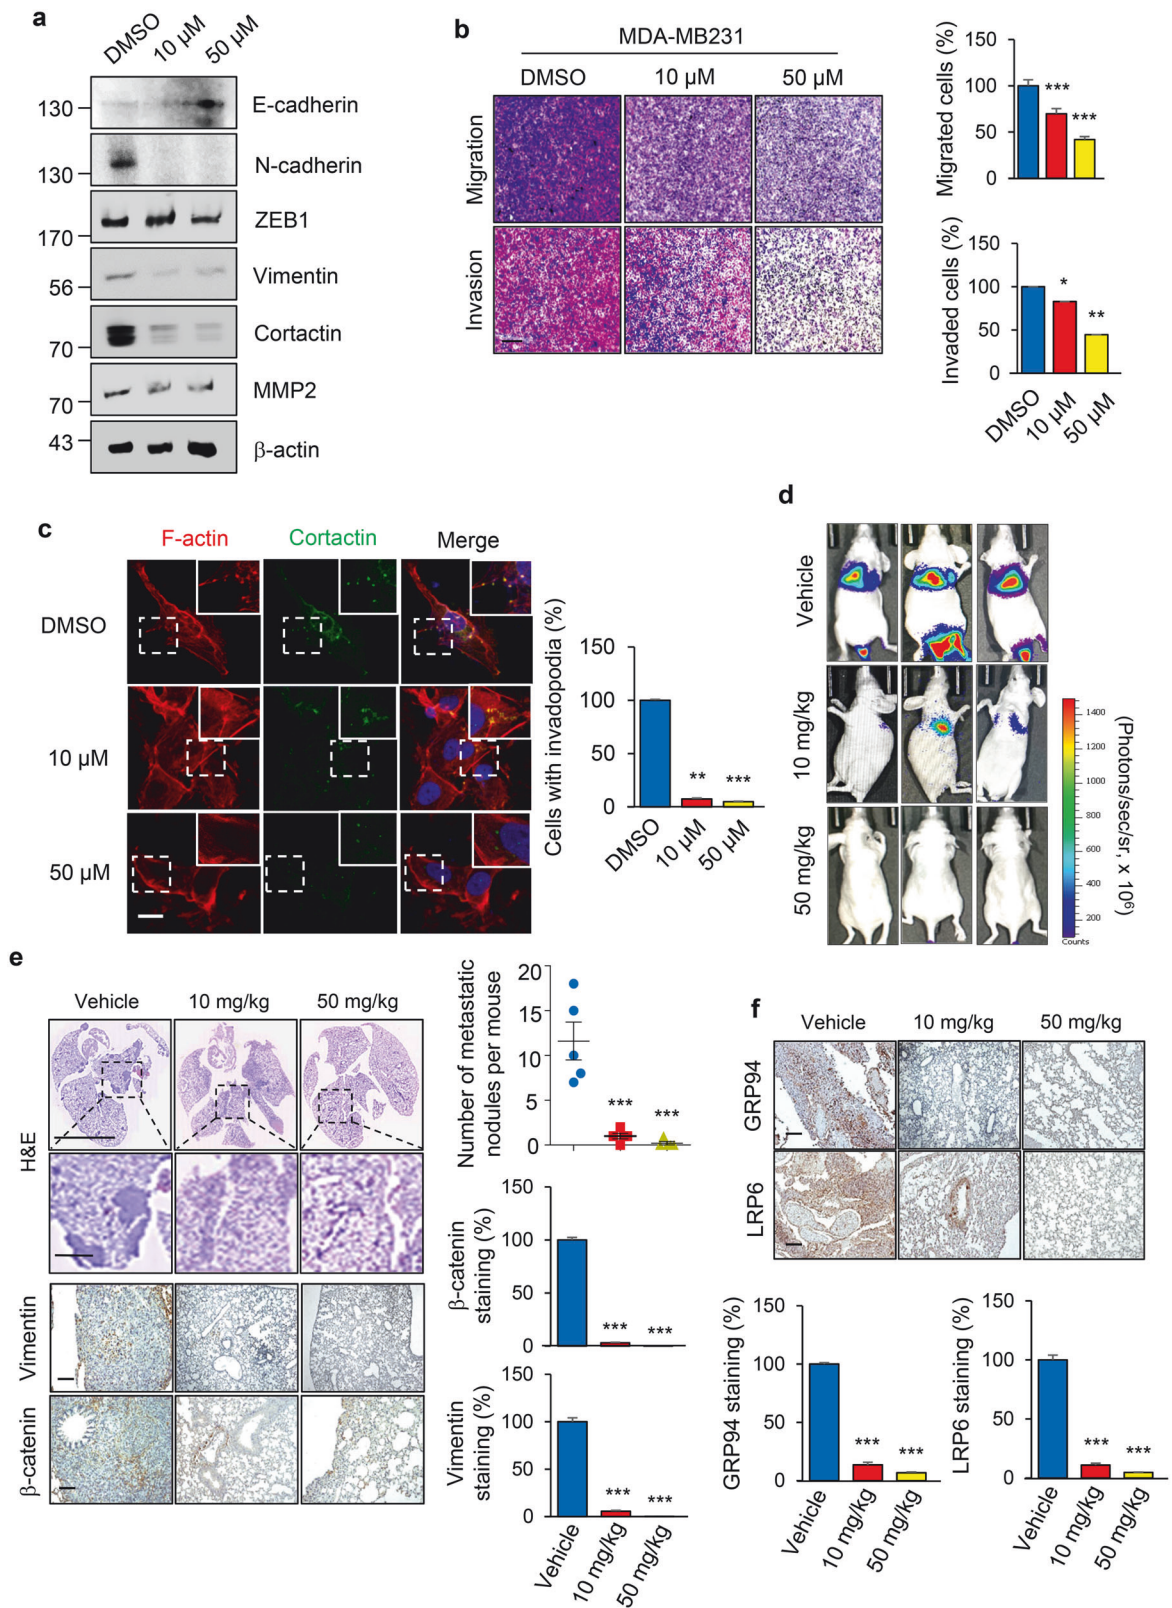 a
DMSO
10 µM
50 µM
130
E-cadherin
130
N-cadherin
170
ZEB1
56
Vimentin
70
Cortactin
70
MMP2
43
β-actin
b
MDA-MB231
DMSO
10 µM
50 µM
Migration
Invasion
Migrated cells (%)
150
100
50
0
***
***
Invaded cells (%)
150
100
50
0
*
**
DMSO
10 µM
50 µM
c
F-actin
Cortactin
Merge
DMSO
10 µM
50 µM
Cells with invadopodia (%)
150
100
50
0
**
***
DMSO
10 µM
50 µM
d
Vehicle
10 mg/kg
50 mg/kg
1400
1200
1000
800
600
400
200
Counts
(Photons/sec/sr, x 10⁶)
e
Vehicle
10 mg/kg
50 mg/kg
H&E
Vimentin
β-catenin
Number of metastatic
nodules per mouse
20
15
10
5
0
***
***
β-catenin
staining (%)
150
100
50
0
***
***
Vimentin
staining (%)
150
100
50
0
***
***
Vehicle
10 mg/kg
50 mg/kg
f
Vehicle
10 mg/kg
50 mg/kg
GRP94
LRP6
GRP94 staining (%)
150
100
50
0
***
***
Vehicle
10 mg/kg
50 mg/kg
LRP6 staining (%)
150
100
50
0
***
***
Vehicle
10 mg/kg
50 mg/kg